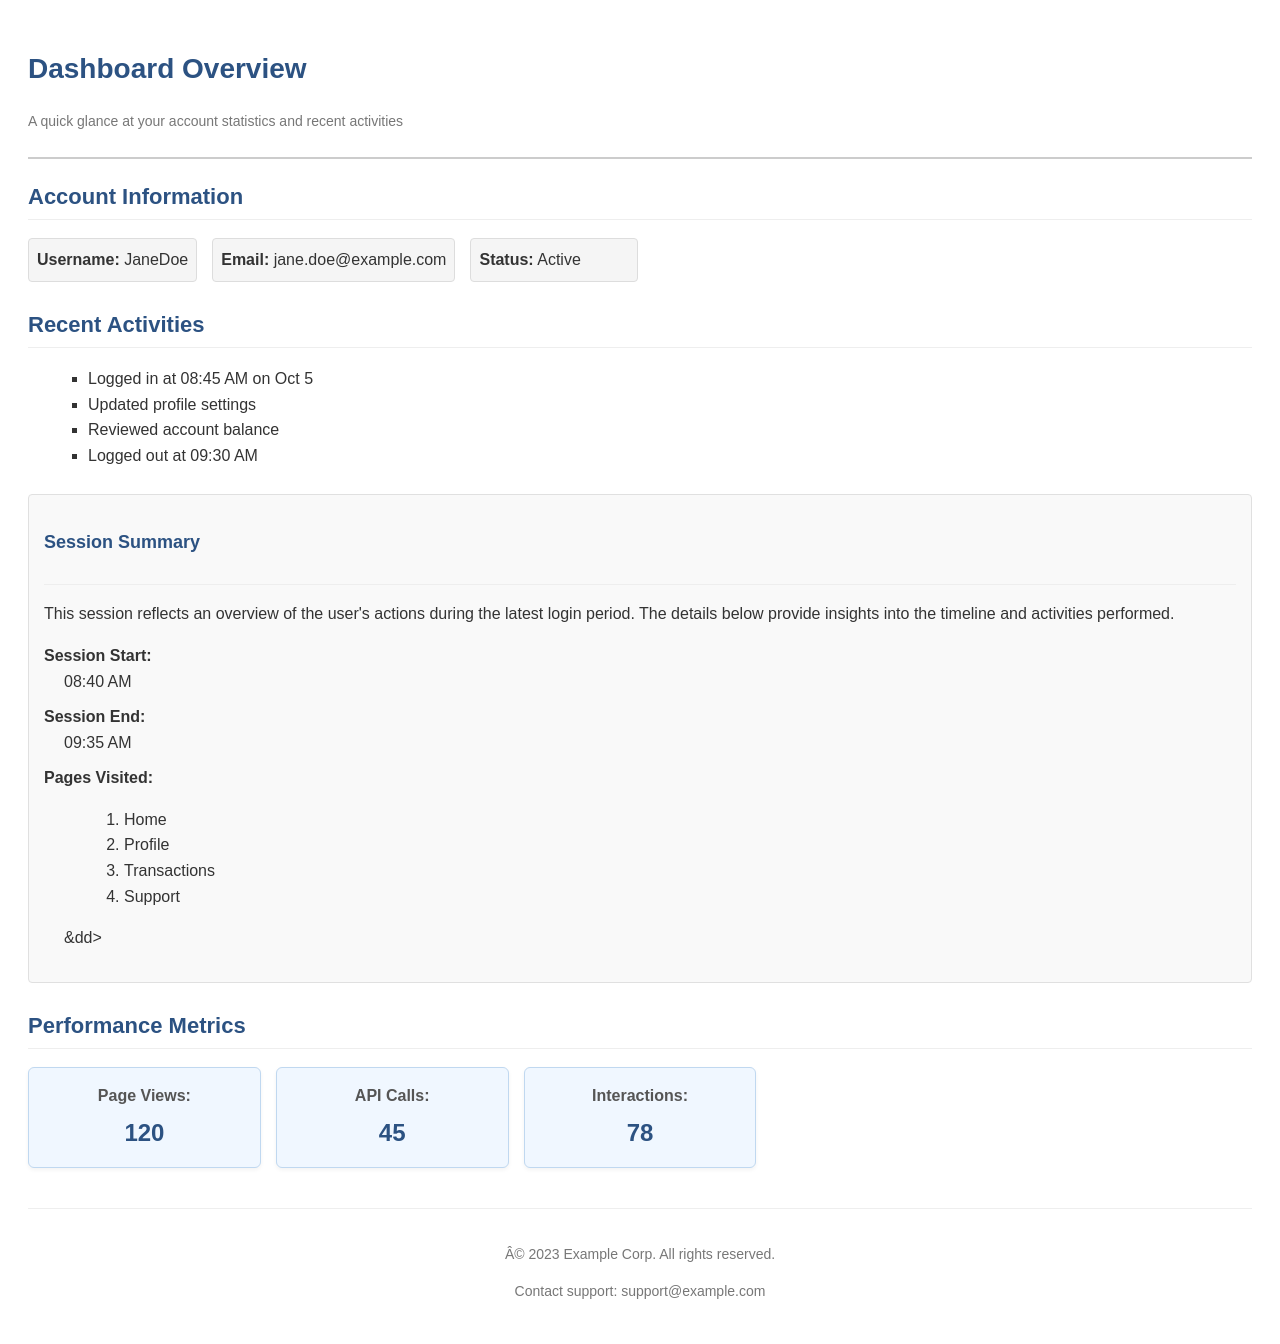 Dashboard Overview
A quick glance at your account statistics and recent activities
Account Information
Username: JaneDoe
Email: jane.doe@example.com
Status: Active
Recent Activities
Logged in at 08:45 AM on Oct 5
Updated profile settings
Reviewed account balance
Logged out at 09:30 AM
Session Summary
This session reflects an overview of the user's actions during the latest login period. The details below provide insights into the timeline and activities performed.
Session Start:
08:40 AM
Session End:
09:35 AM
Pages Visited:
1. Home
2. Profile
3. Transactions
4. Support
&dd>
Performance Metrics
Page Views:
120
API Calls:
45
Interactions:
78
Â© 2023 Example Corp. All rights reserved.
Contact support: support@example.com